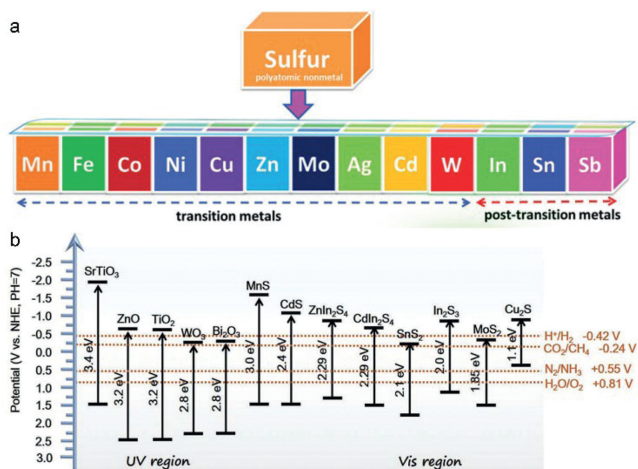 a
Sulfur
polyatomic nonmetal
Mn Fe Co Ni Cu Zn Mo Ag Cd W In Sn Sb
transition metals
post-transition metals
b
Potential (V vs. NHE, PH=7)
-2.5
-2.0
-1.5
-1.0
-0.5
0.0
0.5
1.0
1.5
2.0
2.5
3.0
SrTiO₃
3.4 eV
ZnO
3.2 eV
TiO₂
3.2 eV
WO₃
2.8 eV
Bi₂O₃
2.8 eV
MnS
3.0 eV
CdS
2.4 eV
ZnIn₂S₄
2.29 eV
CdIn₂S₄
2.29 eV
SnS₂
2.1 eV
In₂S₃
2.0 eV
MoS₂
1.85 eV
Cu₂S
1.1 eV
H⁺/H₂ -0.42 V
CO₂/CH₄ -0.24 V
N₂/NH₃ +0.55 V
H₂O/O₂ +0.81 V
UV region
Vis region